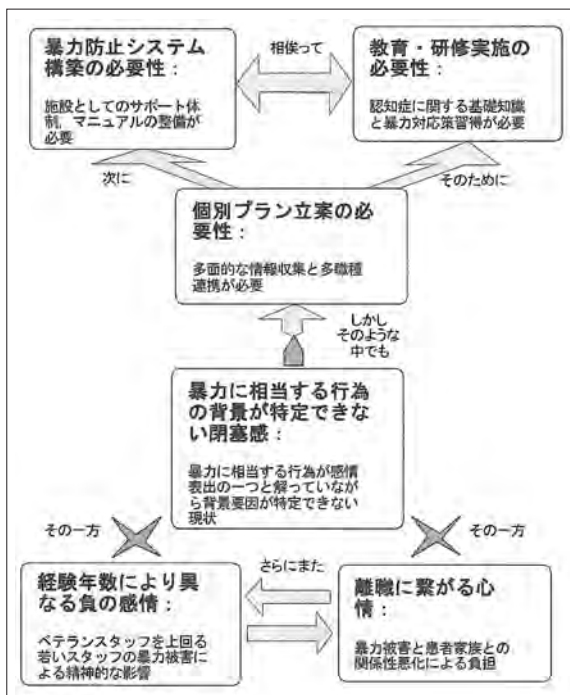 暴力防止システム
構築の必要性：
施設としてのサポート体
制，マニュアルの整備が
必要
相俟って
教育・研修実施の
必要性：
認知症に関する基礎知識
と暴力対応策習得が必要
次に
そのために
個別プラン立案の必
要性：
多面的な情報収集と多職種
連携が必要
しかし
そのような
中でも
暴力に相当する行為
の背景が特定できな
い閉塞感：
暴力に相当する行為が感情
表出の一つと解っていなが
ら背景要因が特定できない
現状
その一方
その一方
経験年数により異
なる負の感情：
ベテランスタッフを上回る
若いスタッフの暴力被害に
よる精神的な影響
さらにまた
離職に繋がる心
情：
暴力被害と患者家族との
関係性悪化による負担